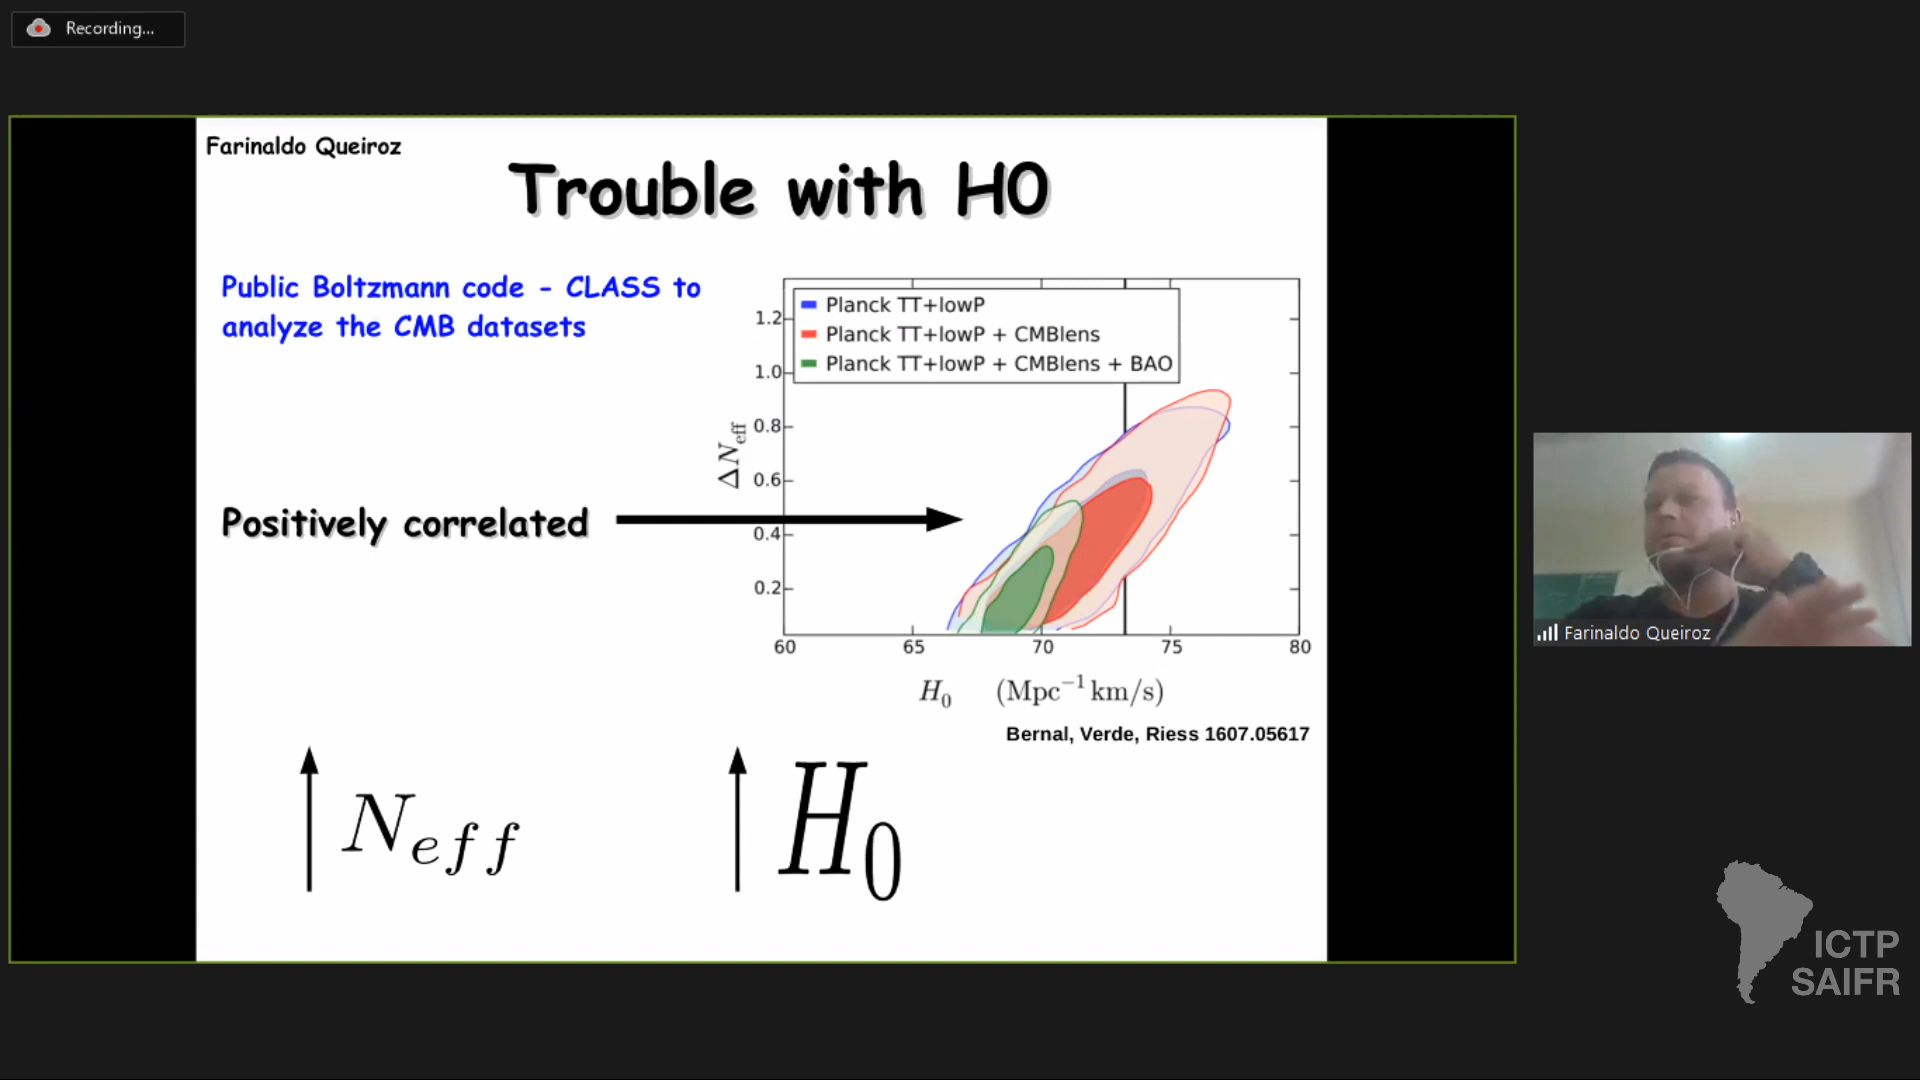 Recording...
Farinaldo Queiroz
Trouble with H0
Public Boltzmann code - CLASS to
analyze the CMB datasets
Planck TT+lowP
Planck TT+lowP + CMBlens
Planck TT+lowP + CMBlens + BAO
1.2
1.0
0.8
0.6
0.4
0.2
ΔN_eff
60 65 70 75 80
H_0 (Mpc⁻¹ km/s)
Positively correlated
Bernal, Verde, Riess 1607.05617
N_eff
H_0
Farinaldo Queiroz
ICTP
SAIFR